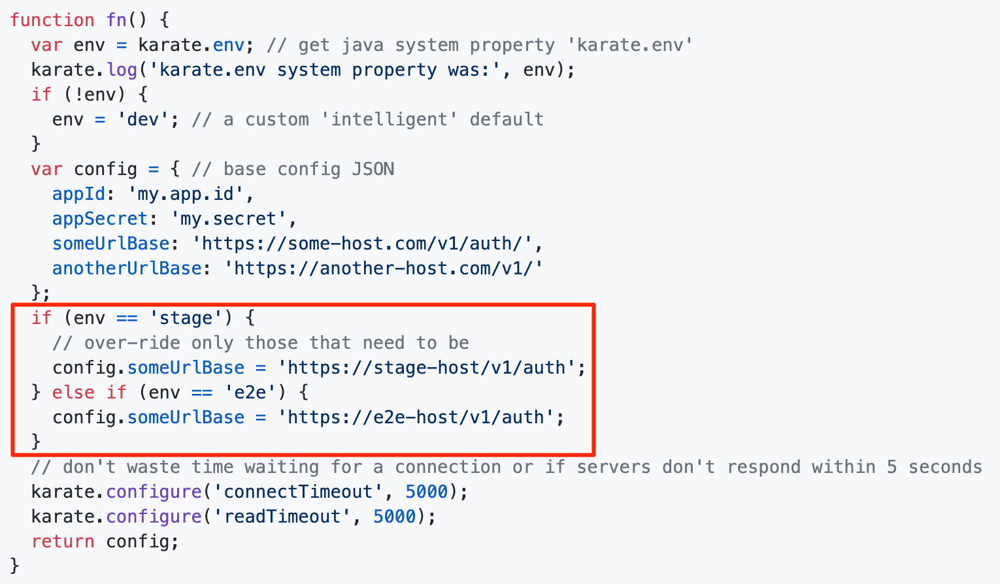 function fn() {
  var env = karate.env; // get java system property 'karate.env'
  karate.log('karate.env system property was:', env);
  if (!env) {
    env = 'dev'; // a custom 'intelligent' default
  }
  var config = { // base config JSON
    appId: 'my.app.id',
    appSecret: 'my.secret',
    someUrlBase: 'https://some-host.com/v1/auth/',
    anotherUrlBase: 'https://another-host.com/v1/'
  };
  if (env == 'stage') {
    // over-ride only those that need to be
    config.someUrlBase = 'https://stage-host/v1/auth';
  } else if (env == 'e2e') {
    config.someUrlBase = 'https://e2e-host/v1/auth';
  }
  // don't waste time waiting for a connection or if servers don't respond within 5 seconds
  karate.configure('connectTimeout', 5000);
  karate.configure('readTimeout', 5000);
  return config;
}